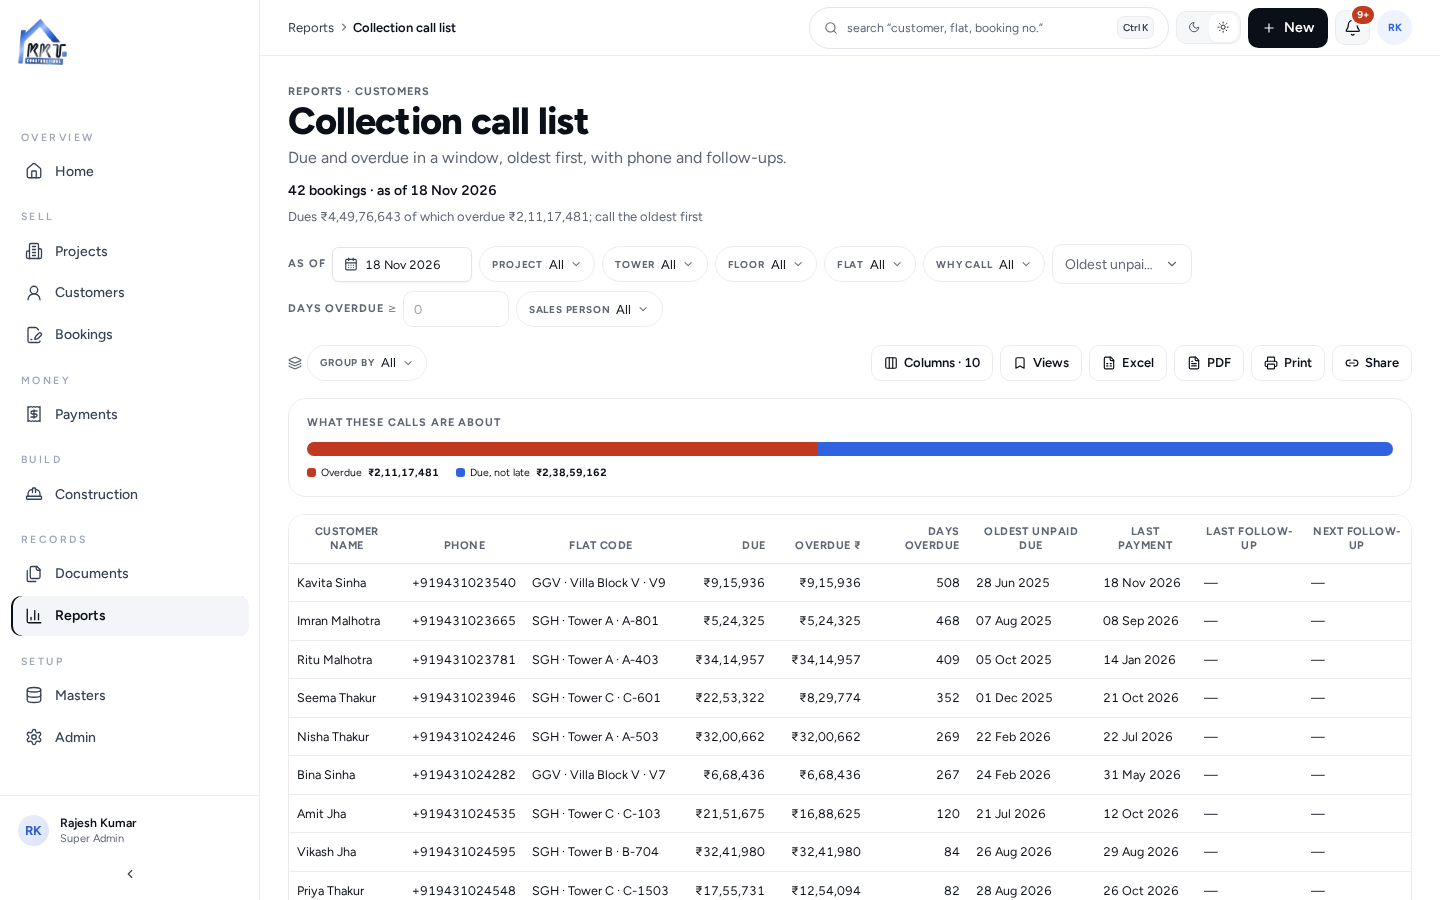 RKT
CONSTRUCTIONS
Reports > Collection call list
search “customer, flat, booking no.”
Ctrl K
New
9+
RK
OVERVIEW
Home
SELL
Projects
Customers
Bookings
MONEY
Payments
BUILD
Construction
RECORDS
Documents
Reports
SETUP
Masters
Admin
RK
Rajesh Kumar
Super Admin
REPORTS · CUSTOMERS
Collection call list
Due and overdue in a window, oldest first, with phone and follow-ups.
42 bookings · as of 18 Nov 2026
Dues ₹4,49,76,643 of which overdue ₹2,11,17,481; call the oldest first
AS OF 18 Nov 2026 PROJECT All TOWER All FLOOR All FLAT All WHY CALL All Oldest unpai...
DAYS OVERDUE ≥ 0 SALES PERSON All
GROUP BY All Columns · 10 Views Excel PDF Print Share
WHAT THESE CALLS ARE ABOUT
Overdue ₹2,11,17,481 Due, not late ₹2,38,59,162
CUSTOMER NAME PHONE FLAT CODE DUE OVERDUE ₹ DAYS OVERDUE OLDEST UNPAID DUE LAST PAYMENT LAST FOLLOW-UP NEXT FOLLOW-UP
Kavita Sinha +919431023540 GGV · Villa Block V · V9 ₹9,15,936 ₹9,15,936 508 28 Jun 2025 18 Nov 2026 — —
Imran Malhotra +919431023665 SGH · Tower A · A-801 ₹5,24,325 ₹5,24,325 468 07 Aug 2025 08 Sep 2026 — —
Ritu Malhotra +919431023781 SGH · Tower A · A-403 ₹34,14,957 ₹34,14,957 409 05 Oct 2025 14 Jan 2026 — —
Seema Thakur +919431023946 SGH · Tower C · C-601 ₹22,53,322 ₹8,29,774 352 01 Dec 2025 21 Oct 2026 — —
Nisha Thakur +919431024246 SGH · Tower A · A-503 ₹32,00,662 ₹32,00,662 269 22 Feb 2026 22 Jul 2026 — —
Bina Sinha +919431024282 GGV · Villa Block V · V7 ₹6,68,436 ₹6,68,436 267 24 Feb 2026 31 May 2026 — —
Amit Jha +919431024535 SGH · Tower C · C-103 ₹21,51,675 ₹16,88,625 120 21 Jul 2026 12 Oct 2026 — —
Vikash Jha +919431024595 SGH · Tower B · B-704 ₹32,41,980 ₹32,41,980 84 26 Aug 2026 29 Aug 2026 — —
Priya Thakur +919431024548 SGH · Tower C · C-1503 ₹17,55,731 ₹12,54,094 82 28 Aug 2026 26 Oct 2026 — —